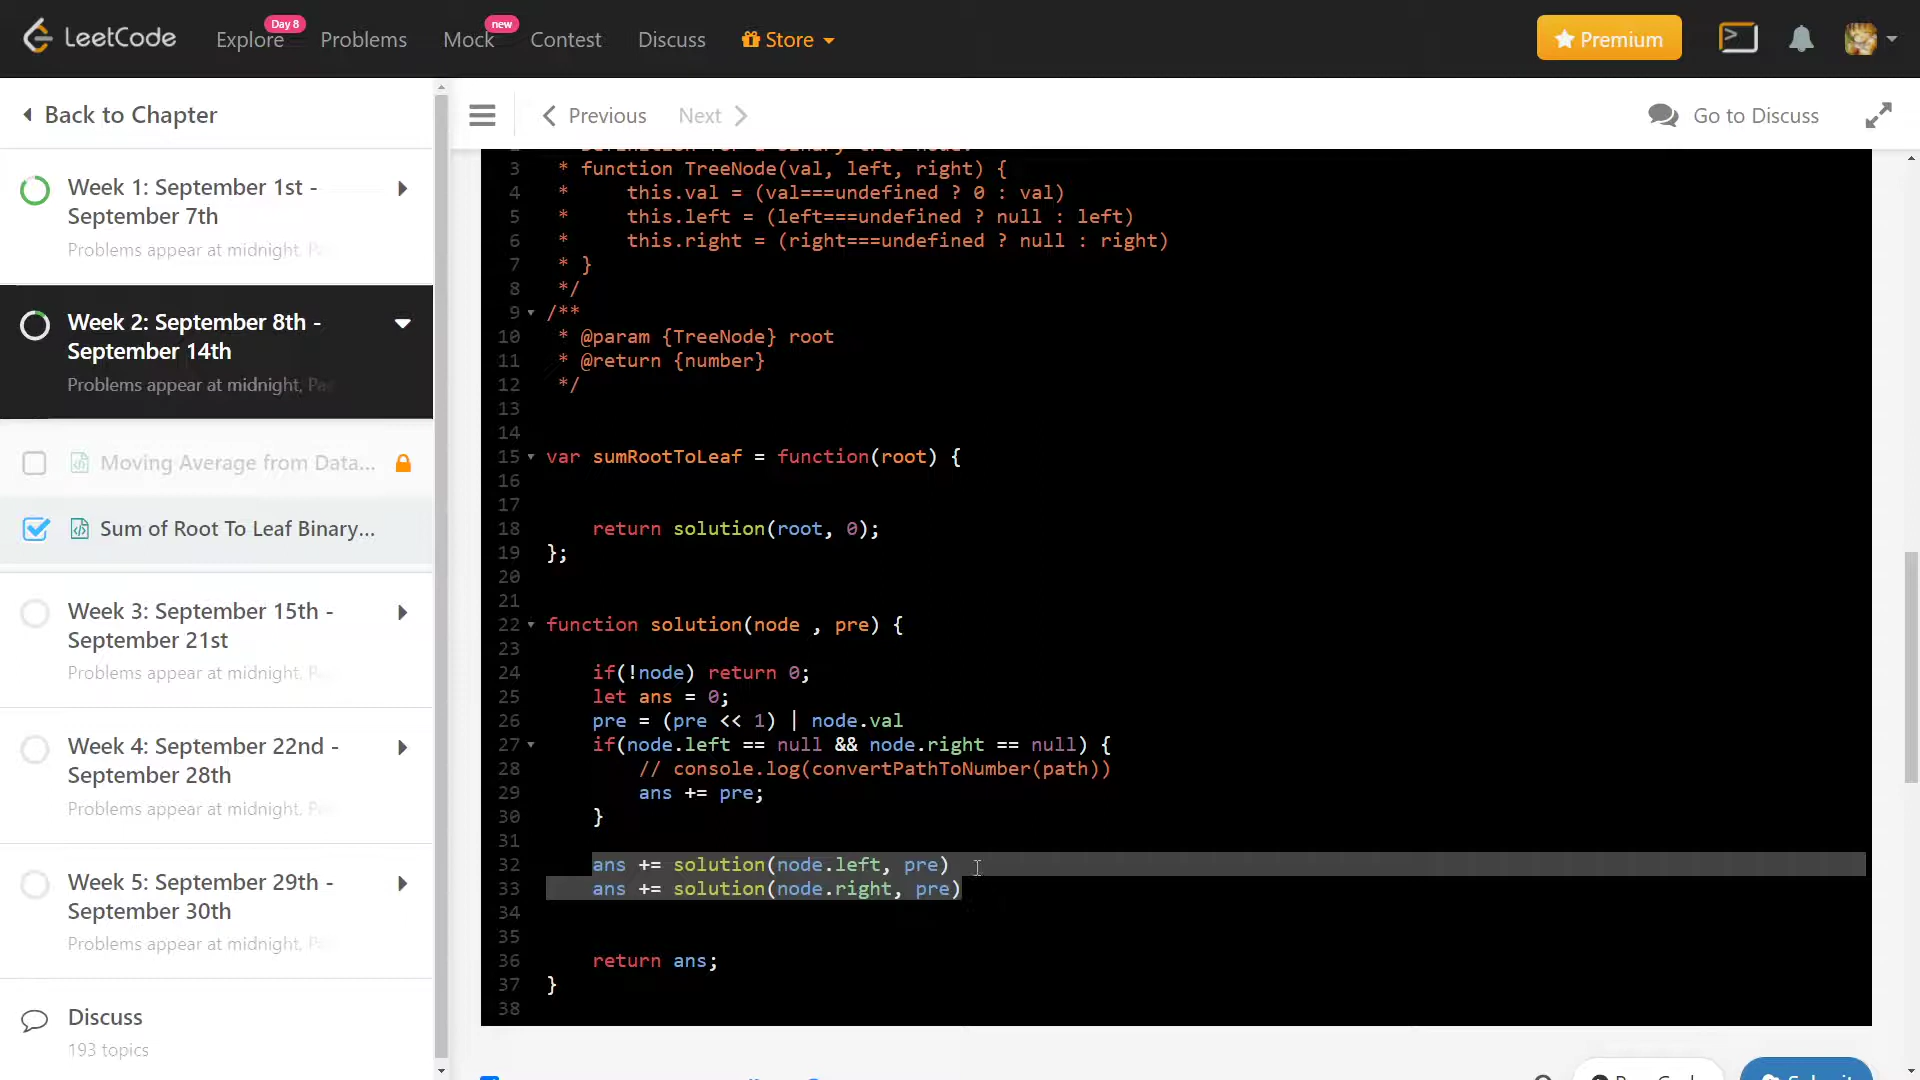 LeetCode
Explore
Day 8
Problems
Mock
new
Contest
Discuss
Store
Premium
Back to Chapter
Previous
Next
Go to Discuss
Week 1: September 1st -
September 7th
Problems appear at midnight,
Week 2: September 8th -
September 14th
Problems appear at midnight,
Moving Average from Data...
Sum of Root To Leaf Binary...
Week 3: September 15th -
September 21st
Problems appear at midnight,
Week 4: September 22nd -
September 28th
Problems appear at midnight,
Week 5: September 29th -
September 30th
Problems appear at midnight,
Discuss
193 topics
3 * function TreeNode(val, left, right) {
4 *     this.val = (val===undefined ? 0 : val)
5 *     this.left = (left===undefined ? null : left)
6 *     this.right = (right===undefined ? null : right)
7 * }
8 */
9 /**
10 * @param {TreeNode} root
11 * @return {number}
12 */
13
14
15 var sumRootToLeaf = function(root) {
16
17
18     return solution(root, 0);
19 };
20
21
22 function solution(node , pre) {
23
24     if(!node) return 0;
25     let ans = 0;
26     pre = (pre << 1) | node.val
27     if(node.left == null && node.right == null) {
28         // console.log(convertPathToNumber(path))
29         ans += pre;
30     }
31
32     ans += solution(node.left, pre)
33     ans += solution(node.right, pre)
34
35
36     return ans;
37 }
38